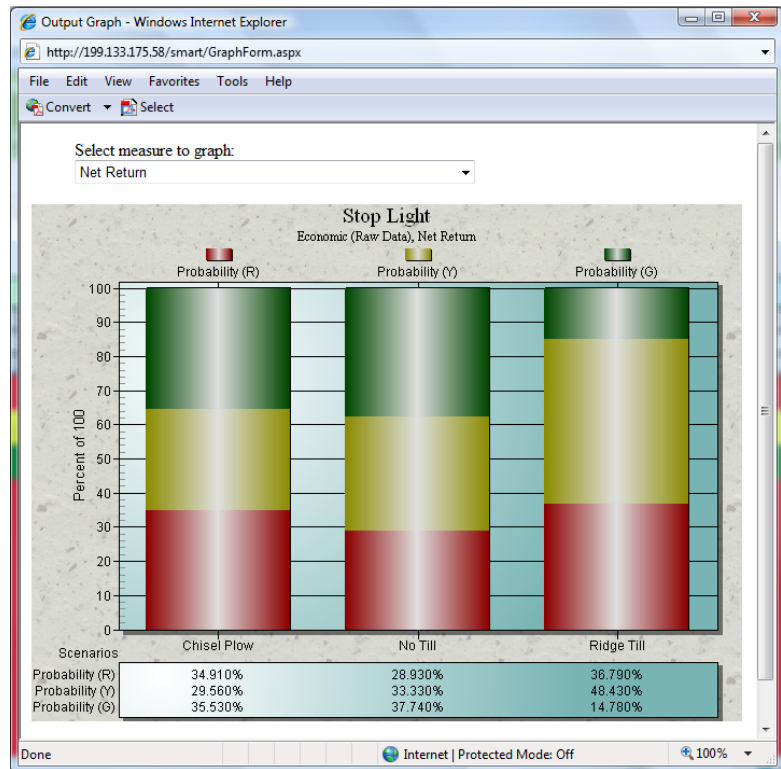 Output Graph - Windows Internet Explorer
http://199.133.175.58/smart/GraphForm.aspx
File Edit View Favorites Tools Help
Convert Select
Select measure to graph:
Net Return
Stop Light
Economic (Raw Data), Net Return
Probability (R) Probability (Y) Probability (G)
100
90
80
70
60
50
40
30
20
10
0
Percent of 100
Scenarios Chisel Plow No Till Ridge Till
Probability (R) 34.910% 28.930% 36.790%
Probability (Y) 29.560% 33.330% 48.430%
Probability (G) 35.530% 37.740% 14.780%
Done Internet | Protected Mode: Off 100%